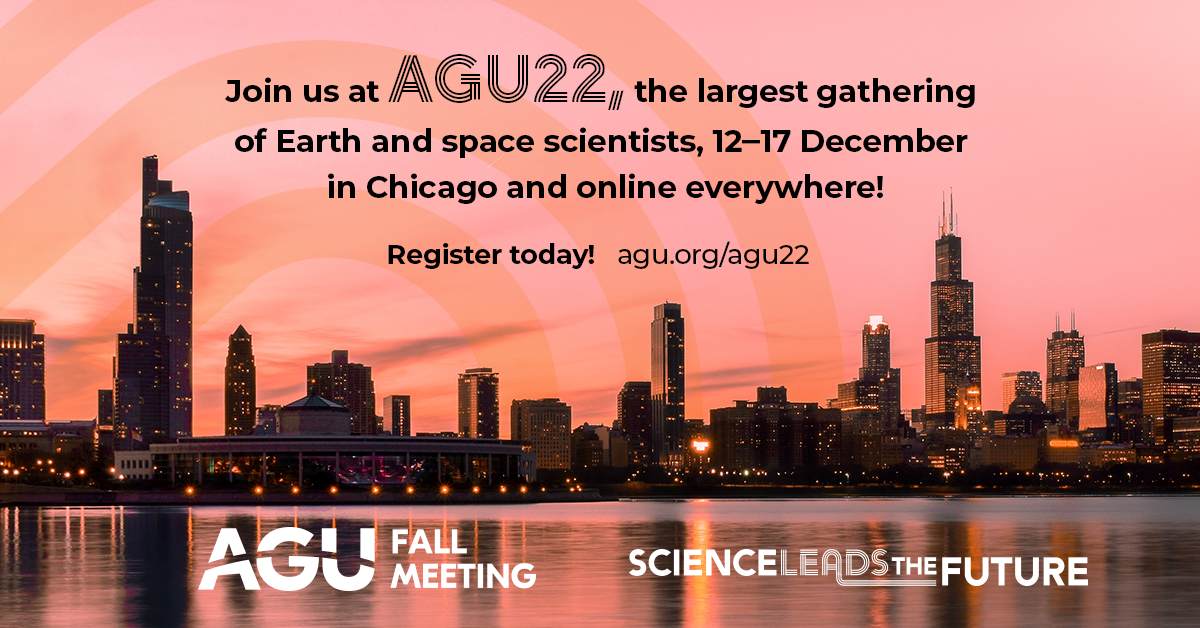 Join us at AGU22, the largest gathering
of Earth and space scientists, 12–17 December
in Chicago and online everywhere!
Register today! agu.org/agu22
AGU FALL
MEETING
SCIENCE LEADS THE FUTURE